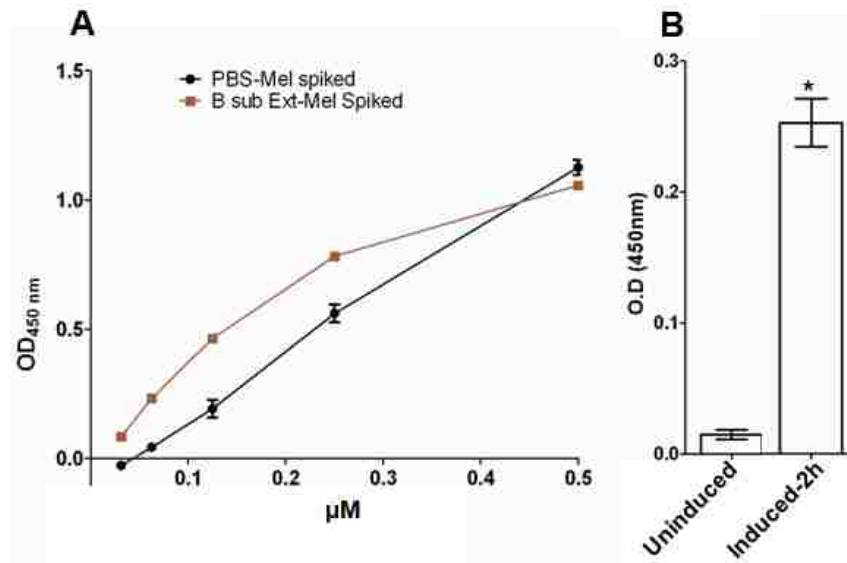 A
PBS-Mel spiked
B sub Ext-Mel Spiked
1.5
1.0
0.5
0.0
OD450 nm
0.1
0.2
0.3
0.4
0.5
µM
B
0.3
0.2
0.1
0.0
O.D (450nm)
*
Uninduced
Induced-2h